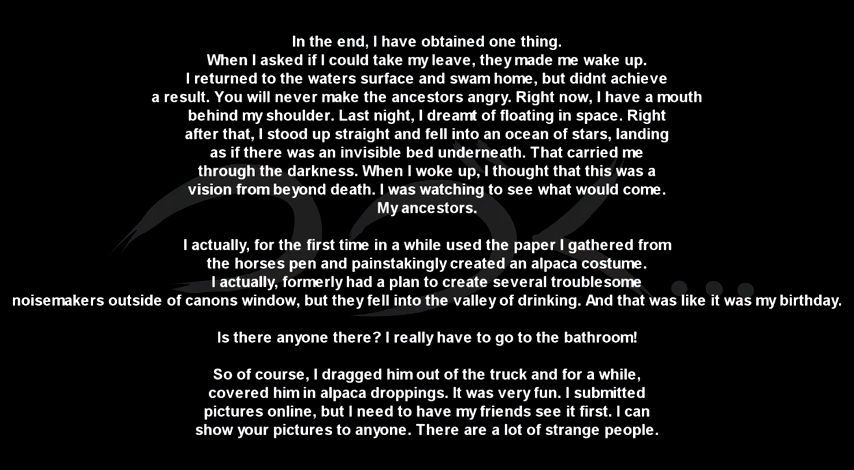 In the end, I have obtained one thing.
When I asked if I could take my leave, they made me wake up.
I returned to the waters surface and swam home, but didnt achieve
a result. You will never make the ancestors angry. Right now, I have a mouth
behind my shoulder. Last night, I dreamt of floating in space. Right
after that, I stood up straight and fell into an ocean of stars, landing
as if there was an invisible bed underneath. That carried me
through the darkness. When I woke up, I thought that this was a
vision from beyond death. I was watching to see what would come.
My ancestors.
I actually, for the first time in a while used the paper I gathered from
the horses pen and painstakingly created an alpaca costume.
I actually, formerly had a plan to create several troublesome
noisemakers outside of canons window, but they fell into the valley of drinking. And that was like it was my birthday.
Is there anyone there? I really have to go to the bathroom!
So of course, I dragged him out of the truck and for a while,
covered him in alpaca droppings. It was very fun. I submitted
pictures online, but I need to have my friends see it first. I can
show your pictures to anyone. There are a lot of strange people.